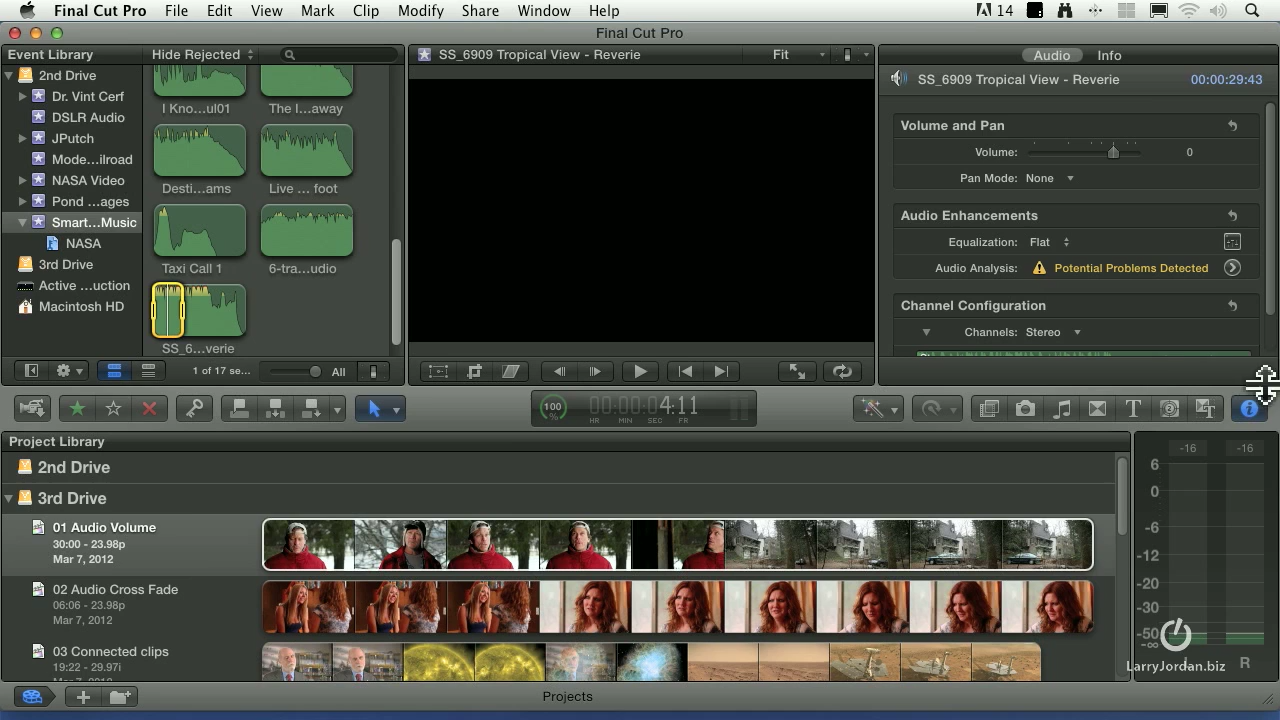 Final Cut Pro File Edit View Mark Clip Modify Share Window Help 14
Final Cut Pro
Event Library
Hide Rejected
2nd Drive
Dr. Vint Cerf
DSLR Audio
JPutch
Mode...ilroad
NASA Video
Pond ...ages
Smart...Music
NASA
3rd Drive
Active ...uction
Macintosh HD
I Kno...ul01
The I...away
Desti...ams
Live ... foot
Taxi Call 1
6-tra...udio
SS_6...verie
1 of 17 se...
All
SS_6909 Tropical View - Reverie
Fit
Audio
Info
SS_6909 Tropical View - Reverie
00:00:29:43
Volume and Pan
Volume:
0
Pan Mode: None
Audio Enhancements
Equalization: Flat
Audio Analysis: Potential Problems Detected
Channel Configuration
Channels: Stereo
100
%
00:00:04:11
HR MIN SEC FR
T
Project Library
2nd Drive
3rd Drive
01 Audio Volume
30:00 - 23.98p
Mar 7, 2012
02 Audio Cross Fade
06:06 - 23.98p
Mar 7, 2012
03 Connected clips
19:22 - 29.97i
Mar 7, 2012
-16 -16
6
0
-6
-12
-20
-30
-50
-∞
R
LarryJordan.biz
Projects